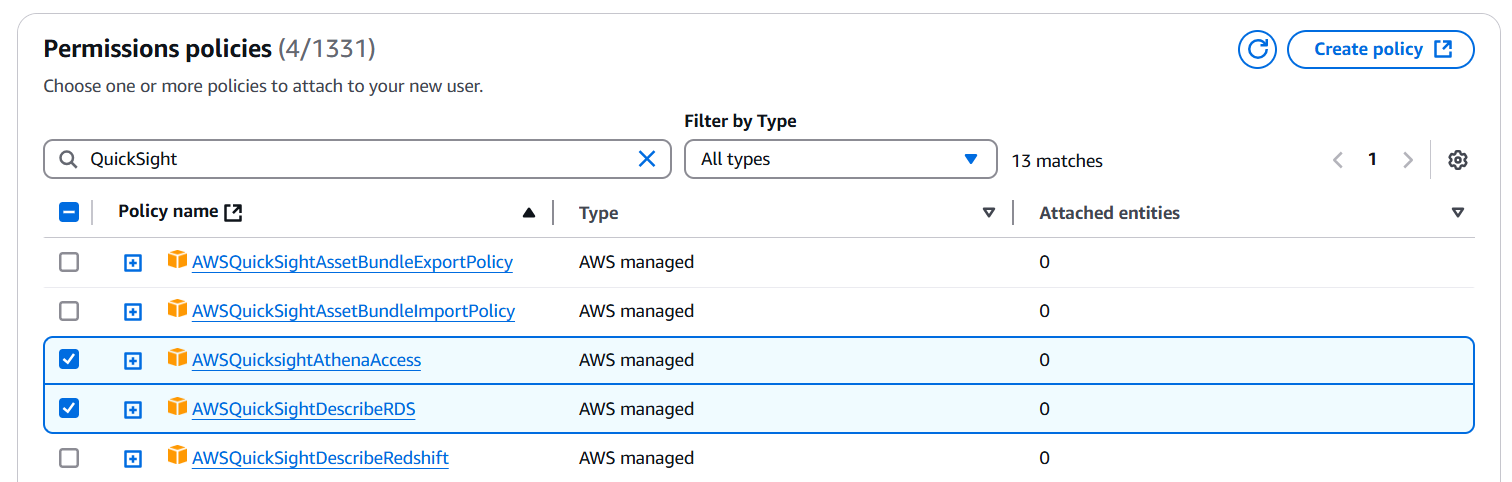 Permissions policies (4/1331)
Create policy
Choose one or more policies to attach to your new user.
Filter by Type
QuickSight
All types
13 matches
1
Policy name
Type
Attached entities
AWSQuickSightAssetBundleExportPolicy AWS managed 0
AWSQuickSightAssetBundleImportPolicy AWS managed 0
AWSQuicksightAthenaAccess AWS managed 0
AWSQuickSightDescribeRDS AWS managed 0
AWSQuickSightDescribeRedshift AWS managed 0